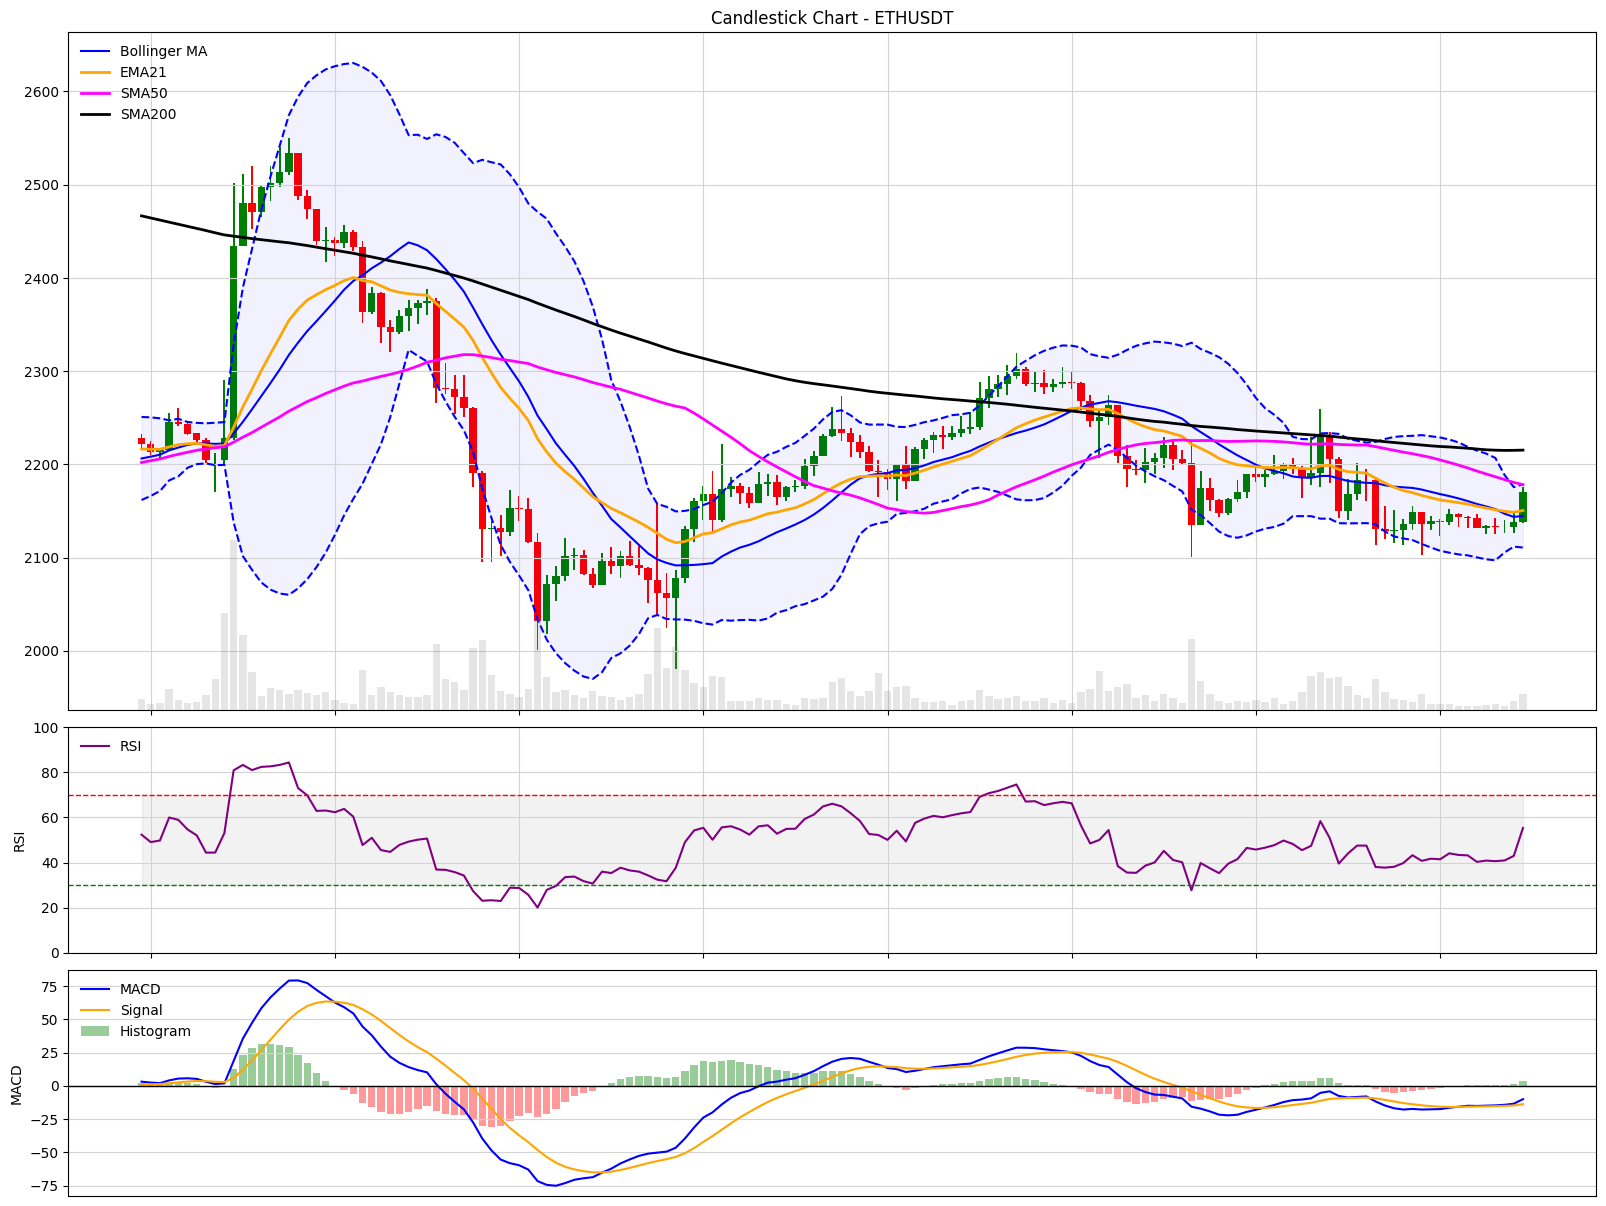 Candlestick Chart - ETHUSDT
Bollinger MA
EMA21
SMA50
SMA200
2600
2500
2400
2300
2200
2100
2000
100
80
60
40
20
0
RSI
RSI
75
50
25
0
−25
−50
−75
MACD
MACD
Signal
Histogram